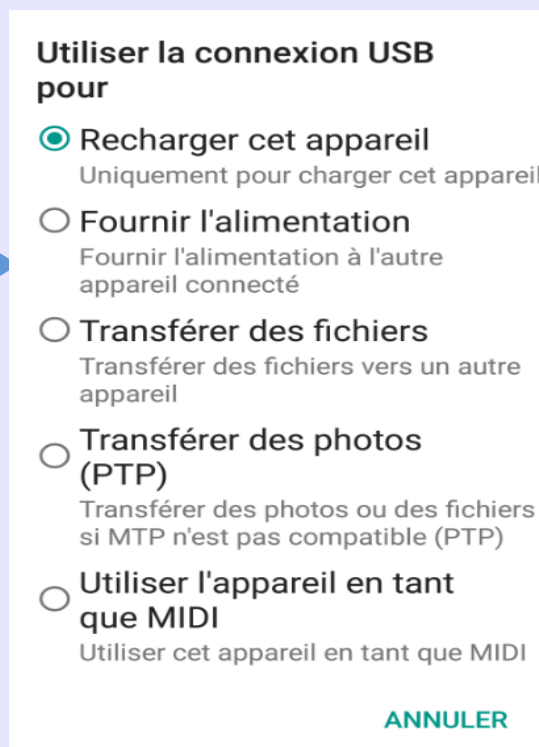 Utiliser la connexion USB
pour
Recharger cet appareil
Uniquement pour charger cet appareil
Fournir l'alimentation
Fournir l'alimentation à l'autre
appareil connecté
Transférer des fichiers
Transférer des fichiers vers un autre
appareil
Transférer des photos
(PTP)
Transférer des photos ou des fichiers
si MTP n'est pas compatible (PTP)
Utiliser l'appareil en tant
que MIDI
Utiliser cet appareil en tant que MIDI
ANNULER